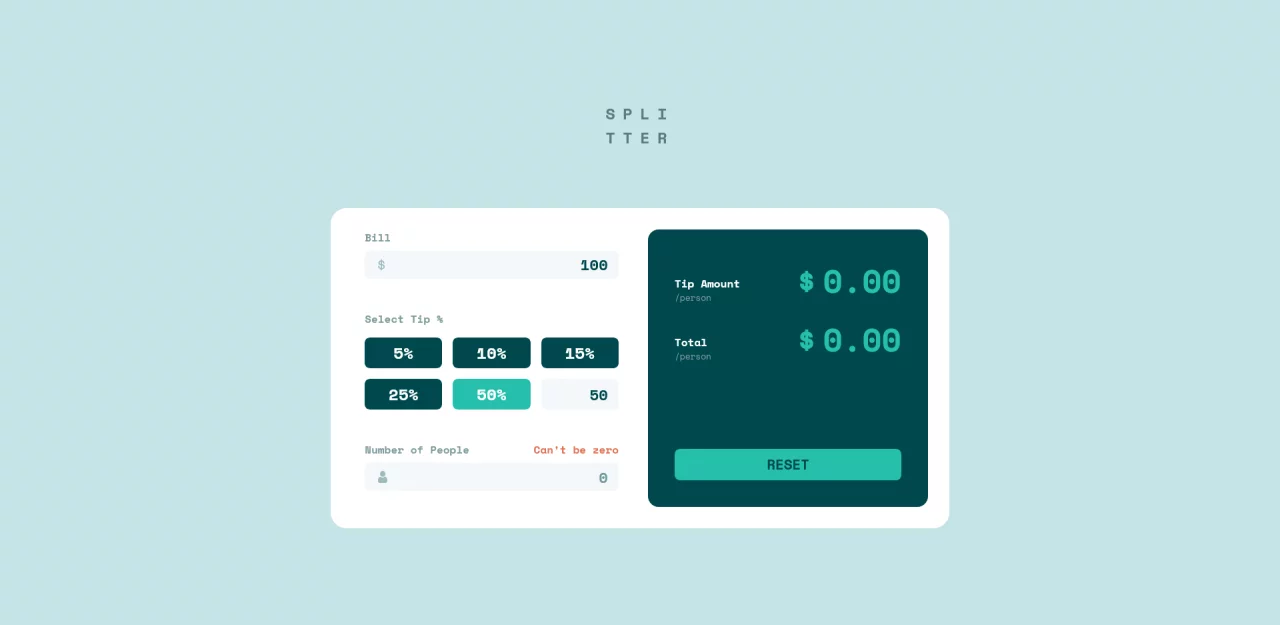 SPLI
TTER
Bill
$ 100
Select Tip %
5% 10% 15%
25% 50% 50
Number of People Can't be zero
0
Tip Amount $0.00
/person
Total $0.00
/person
RESET